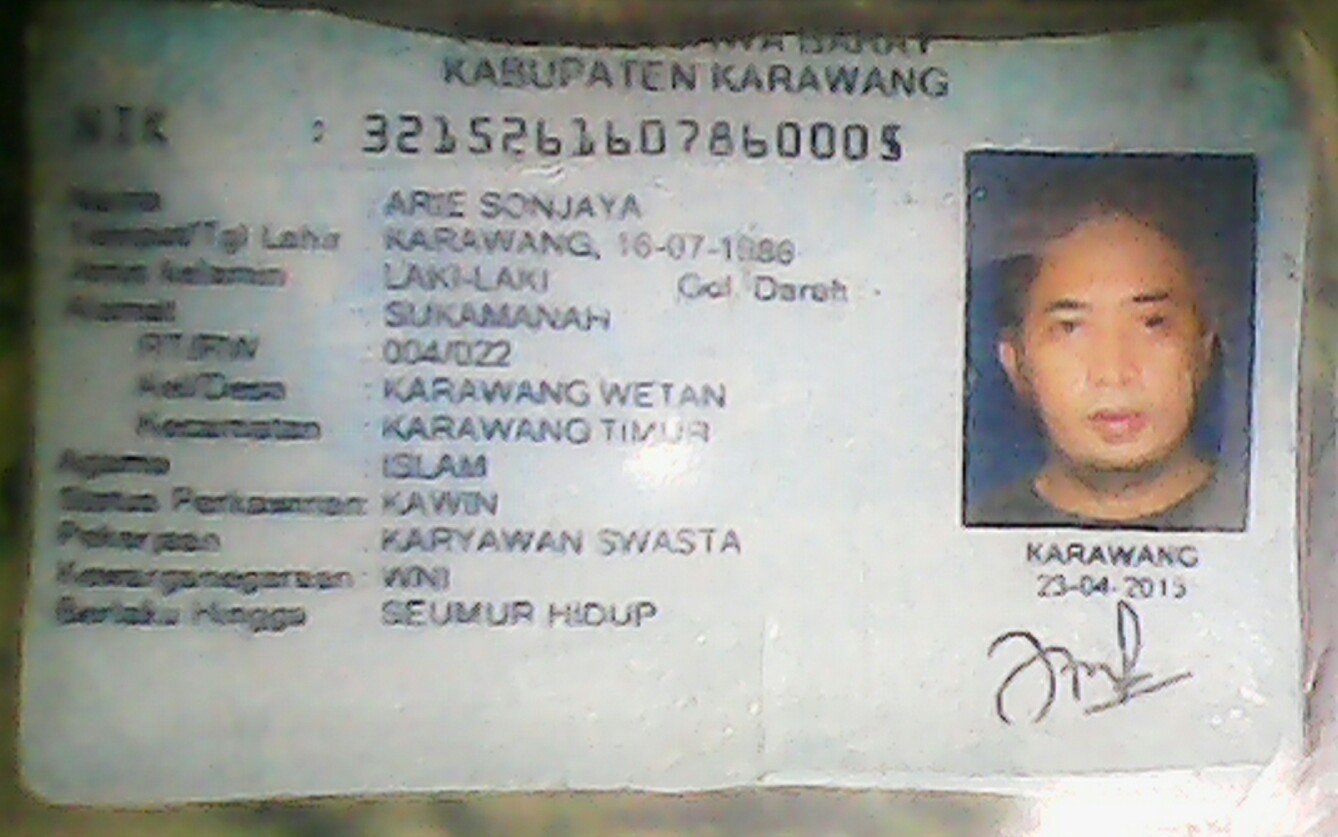 JAWA BARAT
KABUPATEN KARAWANG
NIK : 3215261607860005
Nama ARIE SONJAYA
Tempat/Tgl Lahir KARAWANG, 16-07-1986
Jenis Kelamin LAKI-LAKI Gol. Darah -
Alamat SUKAMANAH
RT/RW 004/022
Kel/Desa : KARAWANG WETAN
Kecamatan : KARAWANG TIMUR
Agama : ISLAM
Status Perkawinan: KAWIN
Pekerjaan : KARYAWAN SWASTA
Kewarganegaraan : WNI
Berlaku Hingga : SEUMUR HIDUP
KARAWANG
23-04-2015